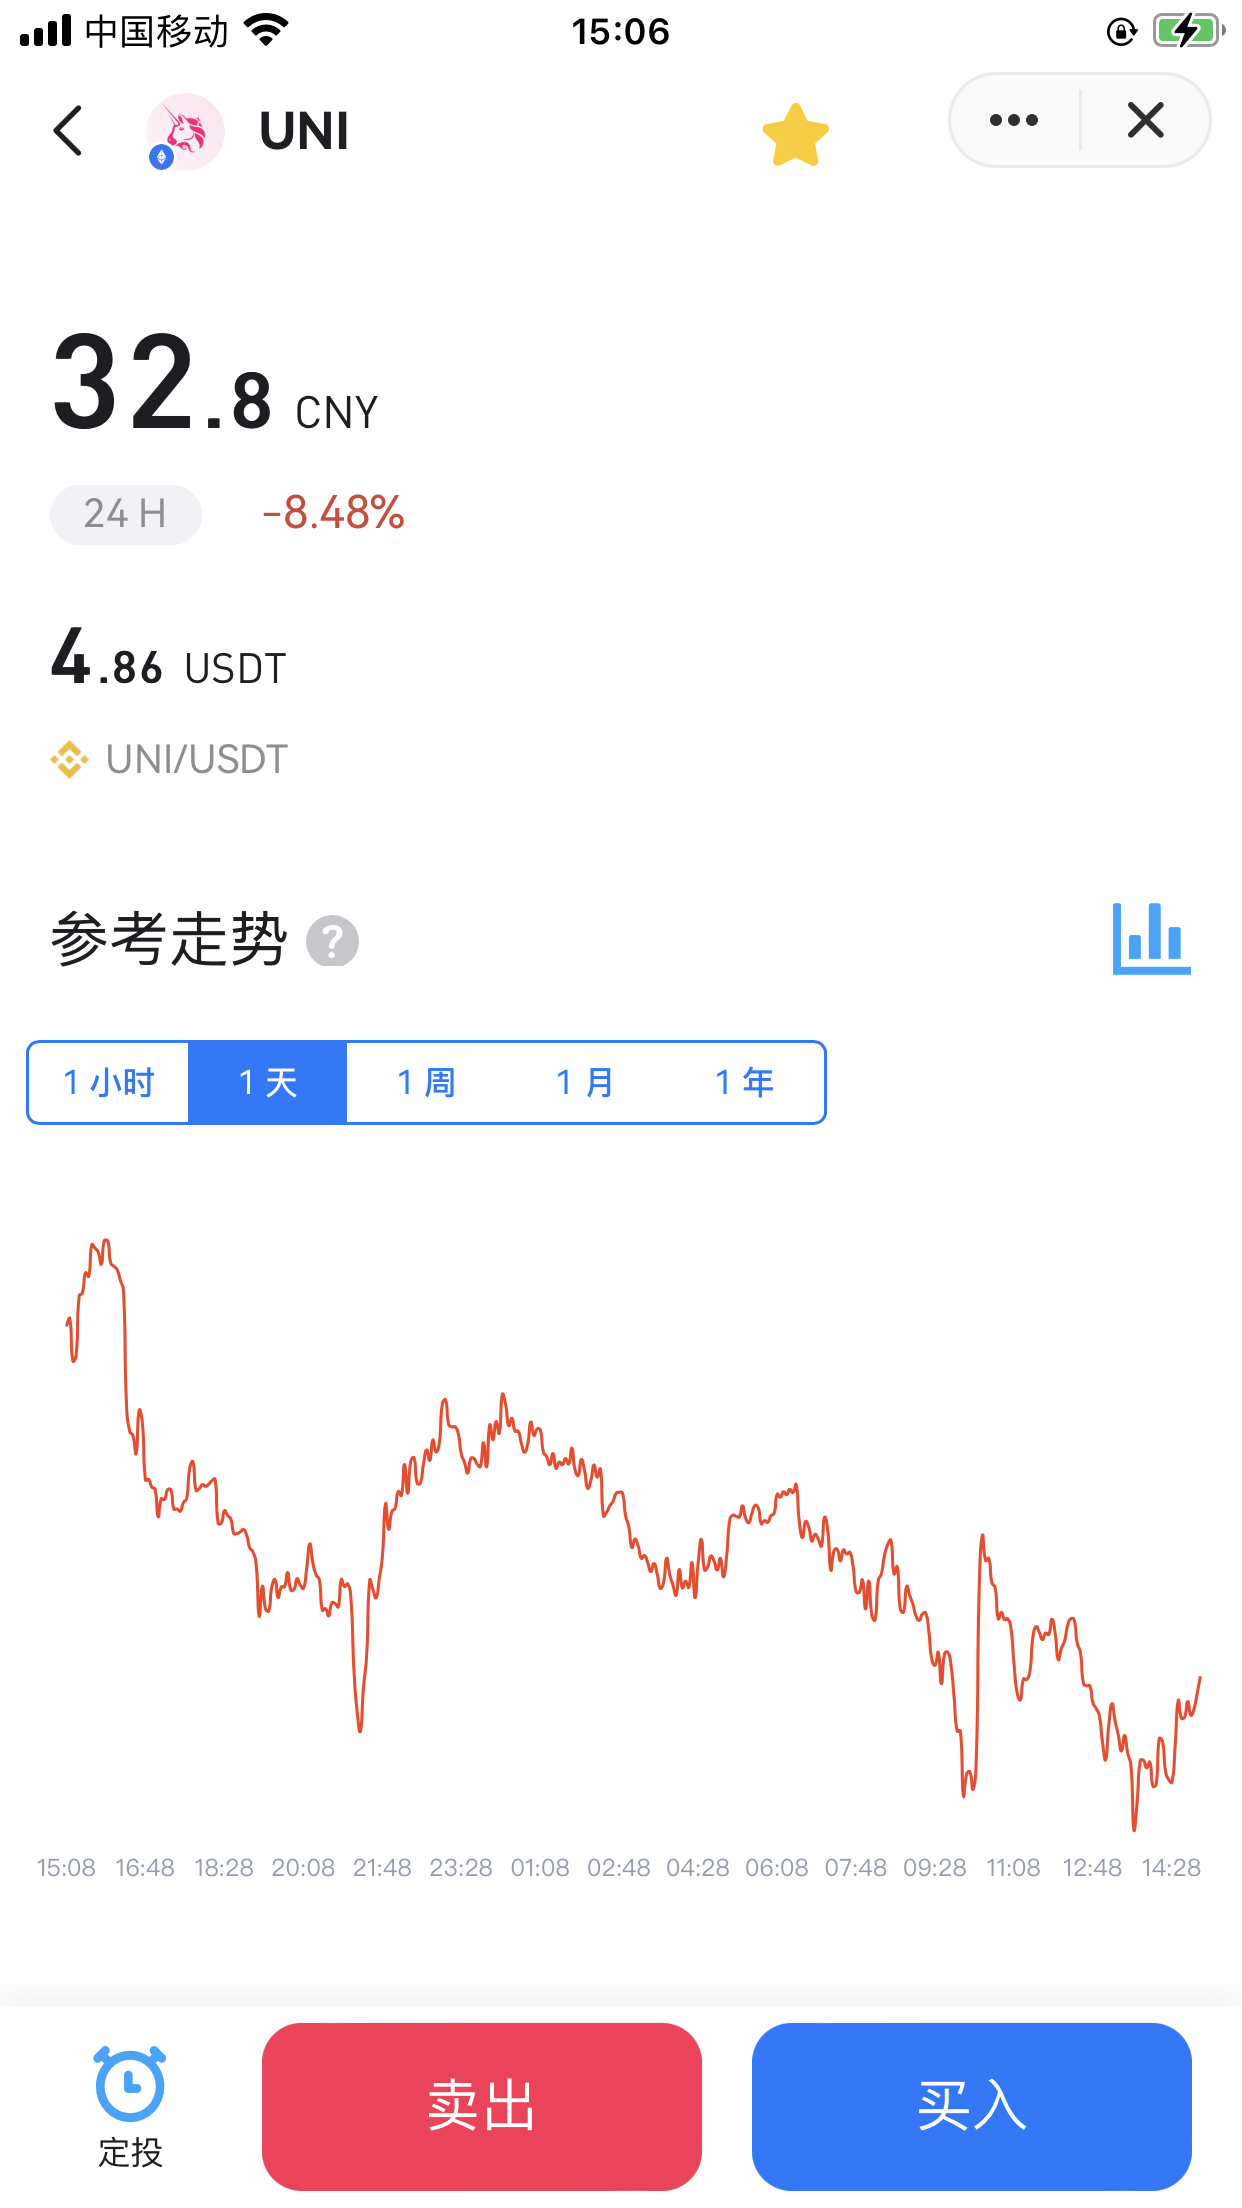 中国移动 15:06
UNI
32.8 CNY
24 H -8.48%
4.86 USDT
UNI/USDT
参考走势 ?
1 小时 1 天 1 周 1 月 1 年
15:08 16:48 18:28 20:08 21:48 23:28 01:08 02:48 04:28 06:08 07:48 09:28 11:08 12:48 14:28
定投 卖出 买入